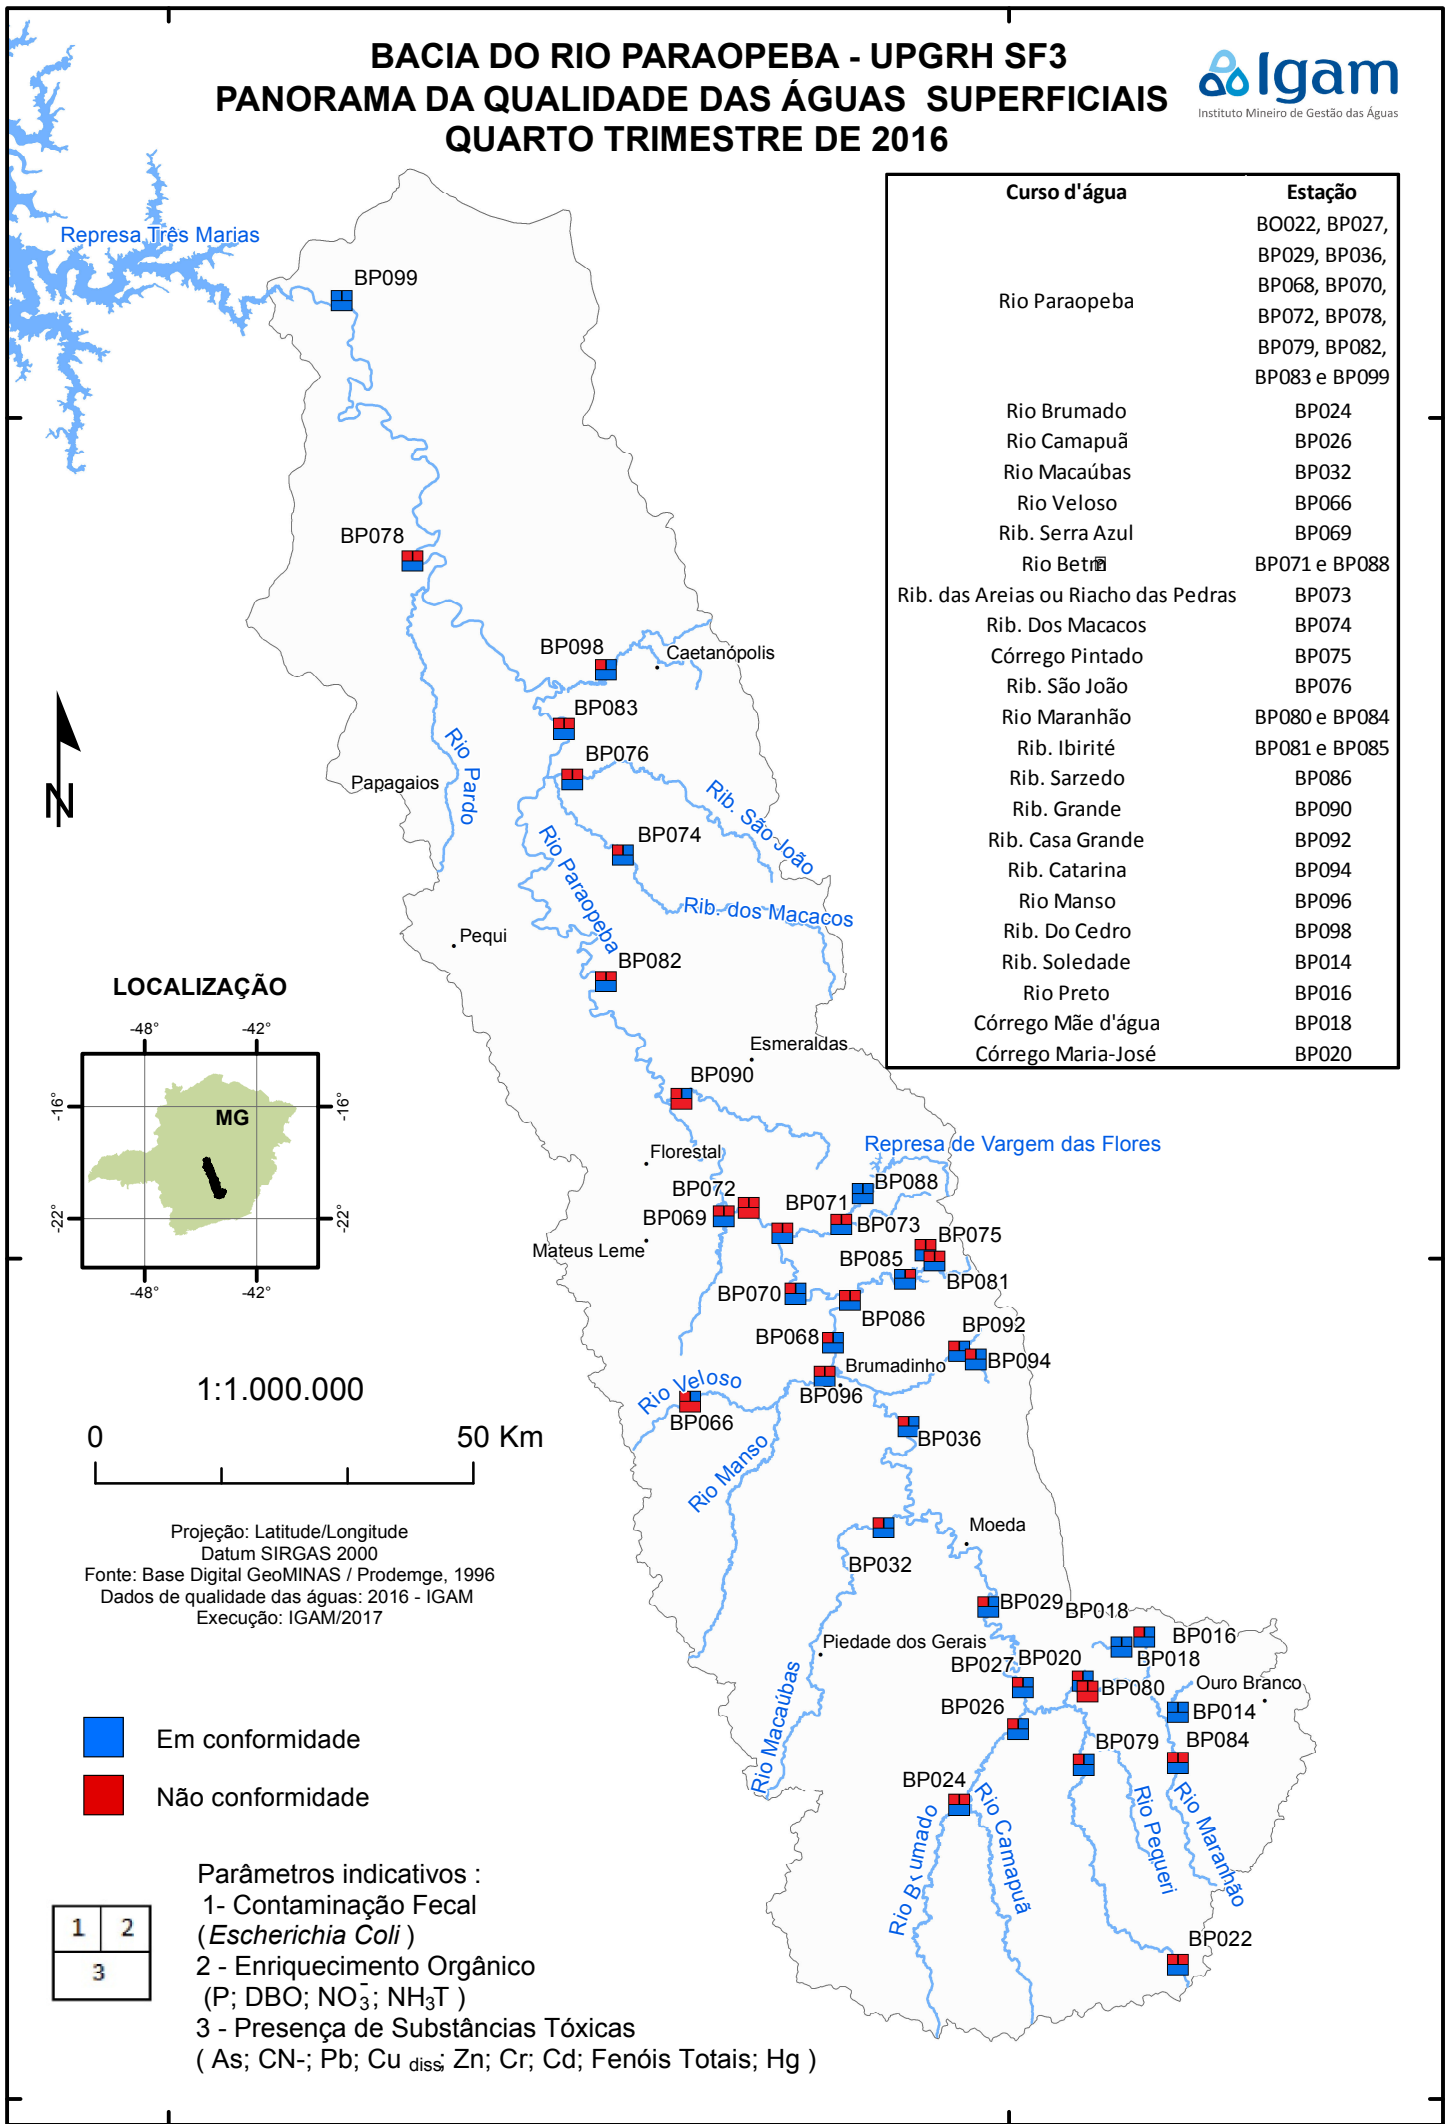 BACIA DO RIO PARAOPEBA - UPGRH SF3
PANORAMA DA QUALIDADE DAS ÁGUAS SUPERFICIAIS
QUARTO TRIMESTRE DE 2016
Igam
Instituto Mineiro de Gestão das Águas
Curso d'água Estação
Rio Paraopeba
BO022, BP027,
BP029, BP036,
BP068, BP070,
BP072, BP078,
BP079, BP082,
BP083 e BP099
Rio Brumado BP024
Rio Camapuã BP026
Rio Macaúbas BP032
Rio Veloso BP066
Rib. Serra Azul BP069
Rio BP071 e BP088
Rib. das Areias ou Riacho das Pedras BP073
Rib. Dos Macacos BP074
Córrego Pintado BP075
Rib. São João BP076
Rio Maranhão BP080 e BP084
Rib. Ibirité BP081 e BP085
Rib. Sarzedo BP086
Rib. Grande BP090
Rib. Casa Grande BP092
Rib. Catarina BP094
Rio Manso BP096
Rib. Do Cedro BP098
Rib. Soledade BP014
Rio Preto BP016
Córrego Mãe d'água BP018
Córrego Maria-José BP020
Represa Três Marias
BP099
BP078
BP098
Caetanópolis
BP083
BP076
Rio Pardo
Papagaios
Rib. São João
BP074
Rio Paraopeba
Rib. dos Macacos
Pequi
BP082
N
Esmeraldas
BP090
Represa de Vargem das Flores
Florestal
BP088
BP072
BP071
BP069
BP073
Mateus Leme
BP075
BP085
BP081
BP070
BP086
BP068
BP092
Brumadinho
BP094
BP096
Rio Veloso
BP066
BP036
Rio Manso
Moeda
BP032
BP029
BP018
BP016
Piedade dos Gerais
BP018
BP027
BP020
BP080
Ouro Branco
BP026
BP014
BP079
BP084
Rio Macaúbas
BP024
Rio Camapuã
Rio Brumado
Rio Pequeri
Rio Maranhão
BP022
LOCALIZAÇÃO
-48° -42°
-16° -16°
MG
-22° -22°
-48° -42°
1:1.000.000
0 50 Km
Projeção: Latitude/Longitude
Datum SIRGAS 2000
Fonte: Base Digital GeoMINAS / Prodemge, 1996
Dados de qualidade das águas: 2016 - IGAM
Execução: IGAM/2017
Em conformidade
Não conformidade
Parâmetros indicativos :
1- Contaminação Fecal
(Escherichia Coli )
2 - Enriquecimento Orgânico
(P; DBO; NO3-; NH3T )
3 - Presença de Substâncias Tóxicas
( As; CN-; Pb; Cu diss; Zn; Cr; Cd; Fenóis Totais; Hg )
1 2
3